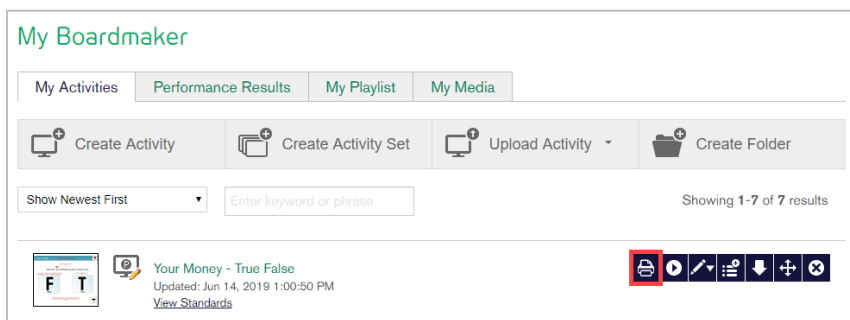 My Boardmaker
My Activities Performance Results My Playlist My Media
Create Activity Create Activity Set Upload Activity Create Folder
Show Newest First Enter keyword or phrase Showing 1-7 of 7 results
F T
Your Money - True False
Updated: Jun 14, 2019 1:00:50 PM
View Standards